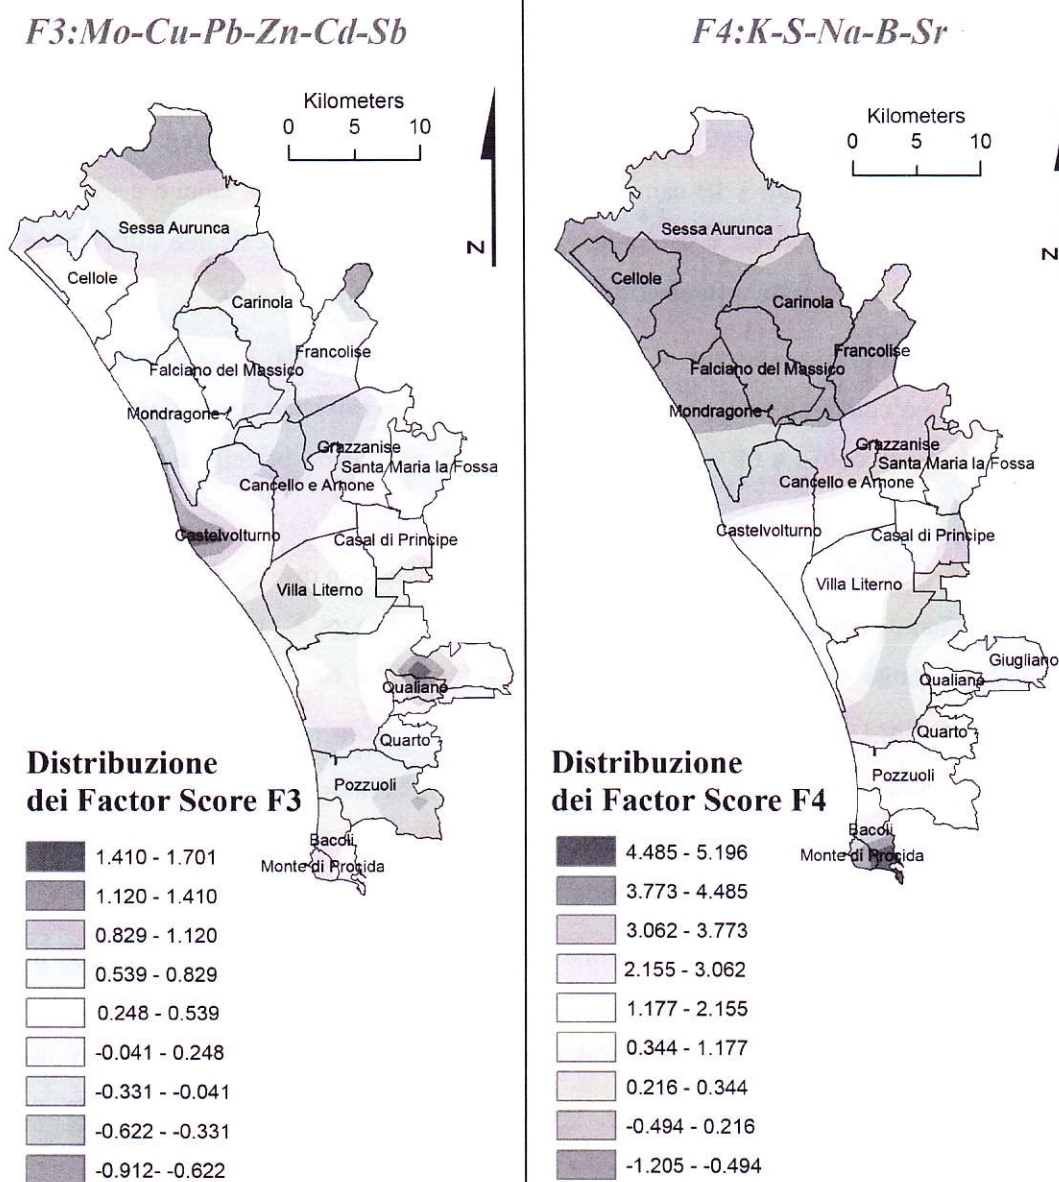 F3:Mo-Cu-Pb-Zn-Cd-Sb
Kilometers
0 5 10
N
Sessa Aurunca
Cellole
Carinola
Francolise
Falciano del Massico
Mondragone
Grazzanise
Santa Maria la Fossa
Cancello e Arnone
Castelvolturno
Casal di Principe
Villa Literno
Qualiano
Quarto
Pozzuoli
Bacoli
Monte di Procida
Distribuzione
dei Factor Score F3
1.410 - 1.701
1.120 - 1.410
0.829 - 1.120
0.539 - 0.829
0.248 - 0.539
-0.041 - 0.248
-0.331 - -0.041
-0.622 - -0.331
-0.912- -0.622
F4:K-S-Na-B-Sr
Kilometers
0 5 10
N
Sessa Aurunca
Cellole
Carinola
Francolise
Falciano del Massico
Mondragone
Grazzanise
Santa Maria la Fossa
Cancello e Arnone
Castelvolturno
Casal di Principe
Villa Literno
Giugliano
Qualiano
Quarto
Pozzuoli
Bacoli
Monte di Procida
Distribuzione
dei Factor Score F4
4.485 - 5.196
3.773 - 4.485
3.062 - 3.773
2.155 - 3.062
1.177 - 2.155
0.344 - 1.177
0.216 - 0.344
-0.494 - 0.216
-1.205 - -0.494